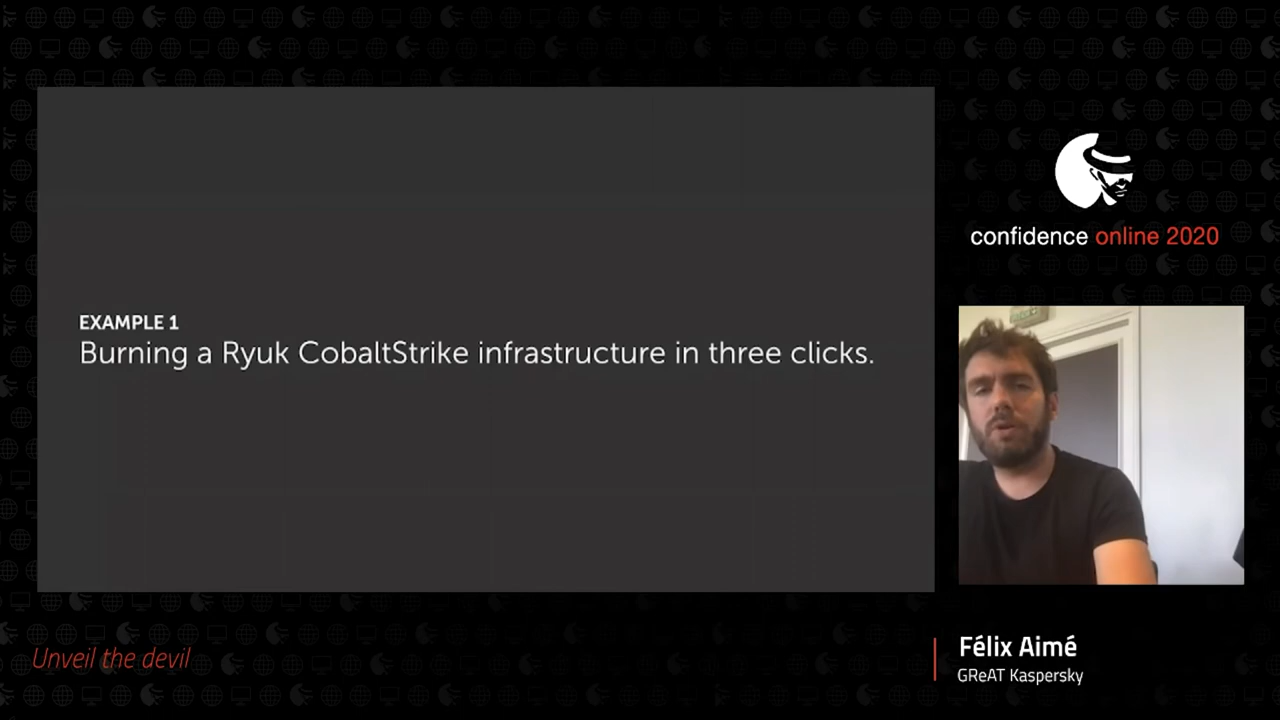 EXAMPLE 1
Burning a Ryuk CobaltStrike infrastructure in three clicks.
confidence online 2020
Unveil the devil
Félix Aimé
GReAT Kaspersky